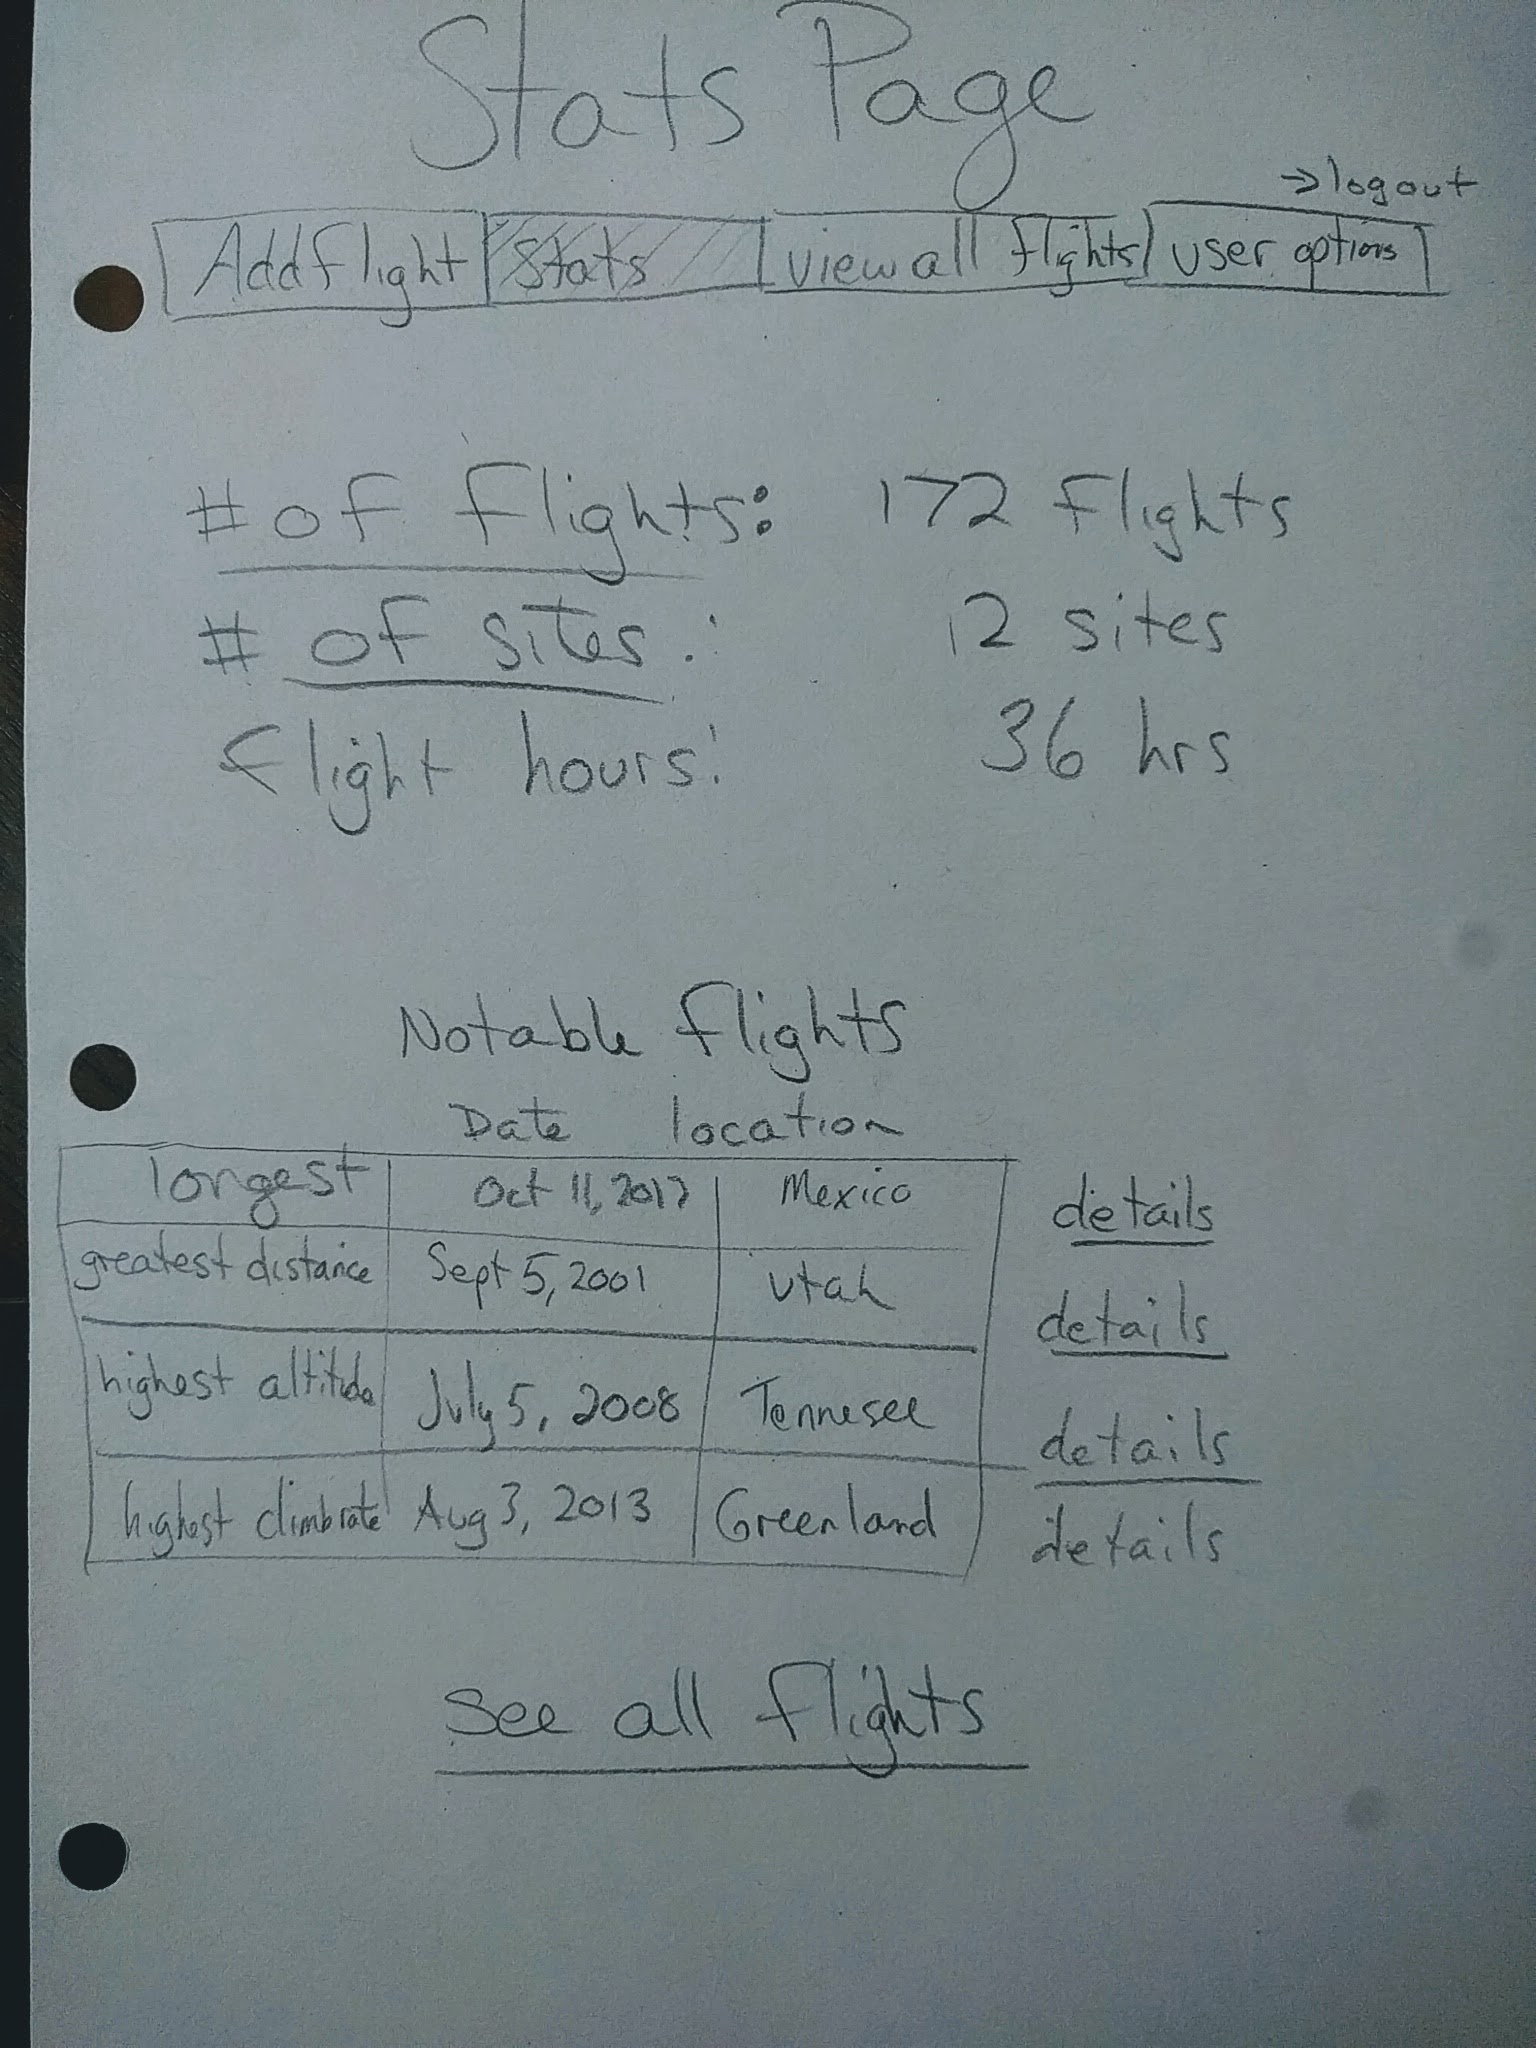 Stats Page
→ logout
Add flight stats view all flights user options
# of flights: 172 flights
# of sites: 12 sites
flight hours: 36 hrs
Notable flights
Date location
longest Oct 11, 2017 Mexico details
greatest distance Sept 5, 2001 Utah details
highest altitude July 5, 2008 Tennesee details
highest climbrate Aug 3, 2013 Greenland details
see all flights